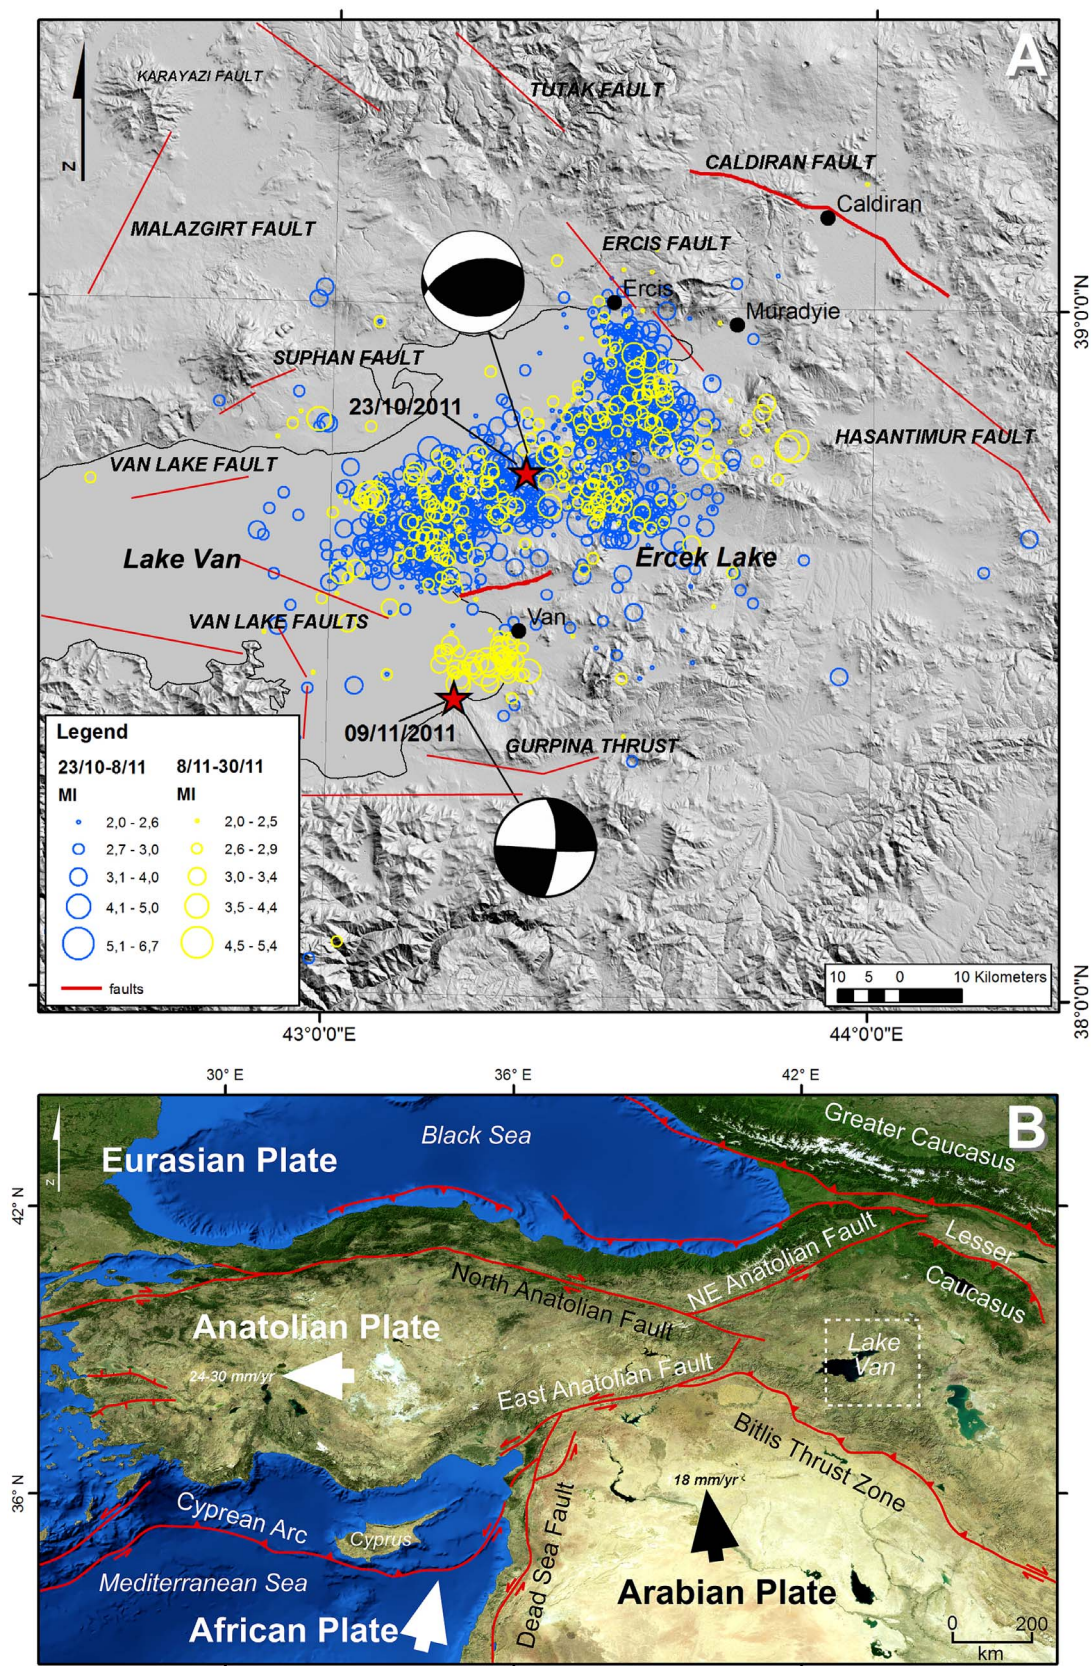 A
N
KARAYAZI FAULT
TUTAK FAULT
CALDIRAN FAULT
Caldiran
MALAZGIRT FAULT
ERCIS FAULT
Ercis
Muradyie
39°0'0"N
SUPHAN FAULT
23/10/2011
HASANTIMUR FAULT
VAN LAKE FAULT
Lake Van
Ercek Lake
VAN LAKE FAULTS
Van
09/11/2011
GURPINA THRUST
Legend
23/10-8/11 8/11-30/11
Ml Ml
2,0 - 2,6 2,0 - 2,5
2,7 - 3,0 2,6 - 2,9
3,1 - 4,0 3,0 - 3,4
4,1 - 5,0 3,5 - 4,4
5,1 - 6,7 4,5 - 5,4
faults
10 5 0 10 Kilometers
38°0'0"N
43°0'0"E 44°0'0"E
30° E 36° E 42° E
B
N
Black Sea
Greater Caucasus
Eurasian Plate
42° N
NE Anatolian Fault
Lesser
Caucasus
North Anatolian Fault
Anatolian Plate
Lake
Van
24-30 mm/yr
East Anatolian Fault
Bitlis Thrust Zone
18 mm/yr
36° N
Cyprean Arc
Cyprus
Dead Sea Fault
Mediterranean Sea
Arabian Plate
African Plate
0 200
km